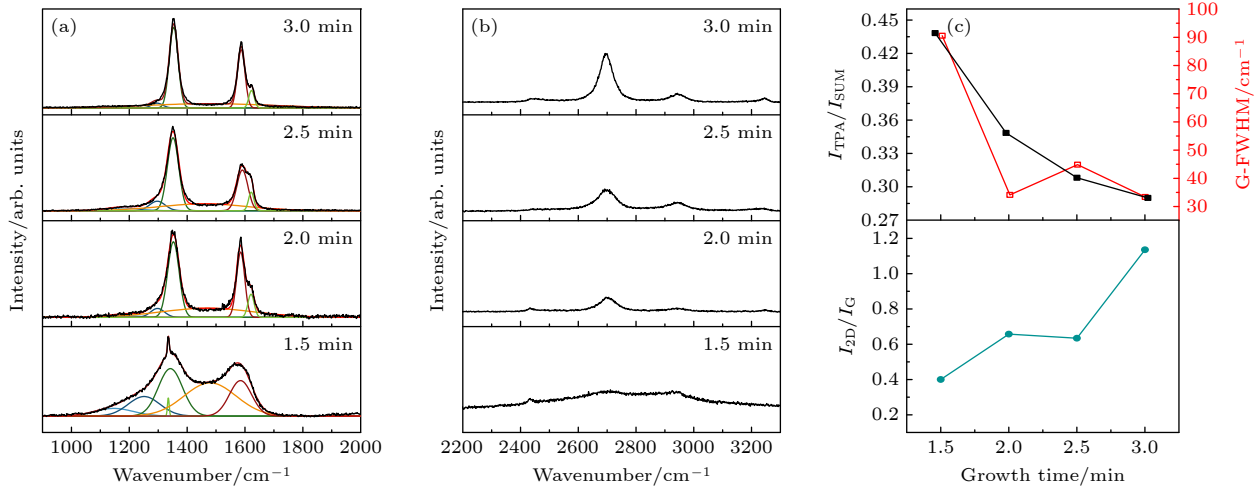 (a)
3.0 min
2.5 min
2.0 min
1.5 min
Intensity/arb. units
1000 1200 1400 1600 1800 2000
Wavenumber/cm⁻¹
(b)
3.0 min
2.5 min
2.0 min
1.5 min
Intensity/arb. units
2200 2400 2600 2800 3000 3200
Wavenumber/cm⁻¹
(c)
0.45
0.42
0.39
0.36
0.33
0.30
0.27
I_TPA/I_SUM
100
90
80
70
60
50
40
30
G-FWHM/cm⁻¹
1.2
1.0
0.8
0.6
0.4
0.2
I_2D/I_G
1.5 2.0 2.5 3.0
Growth time/min